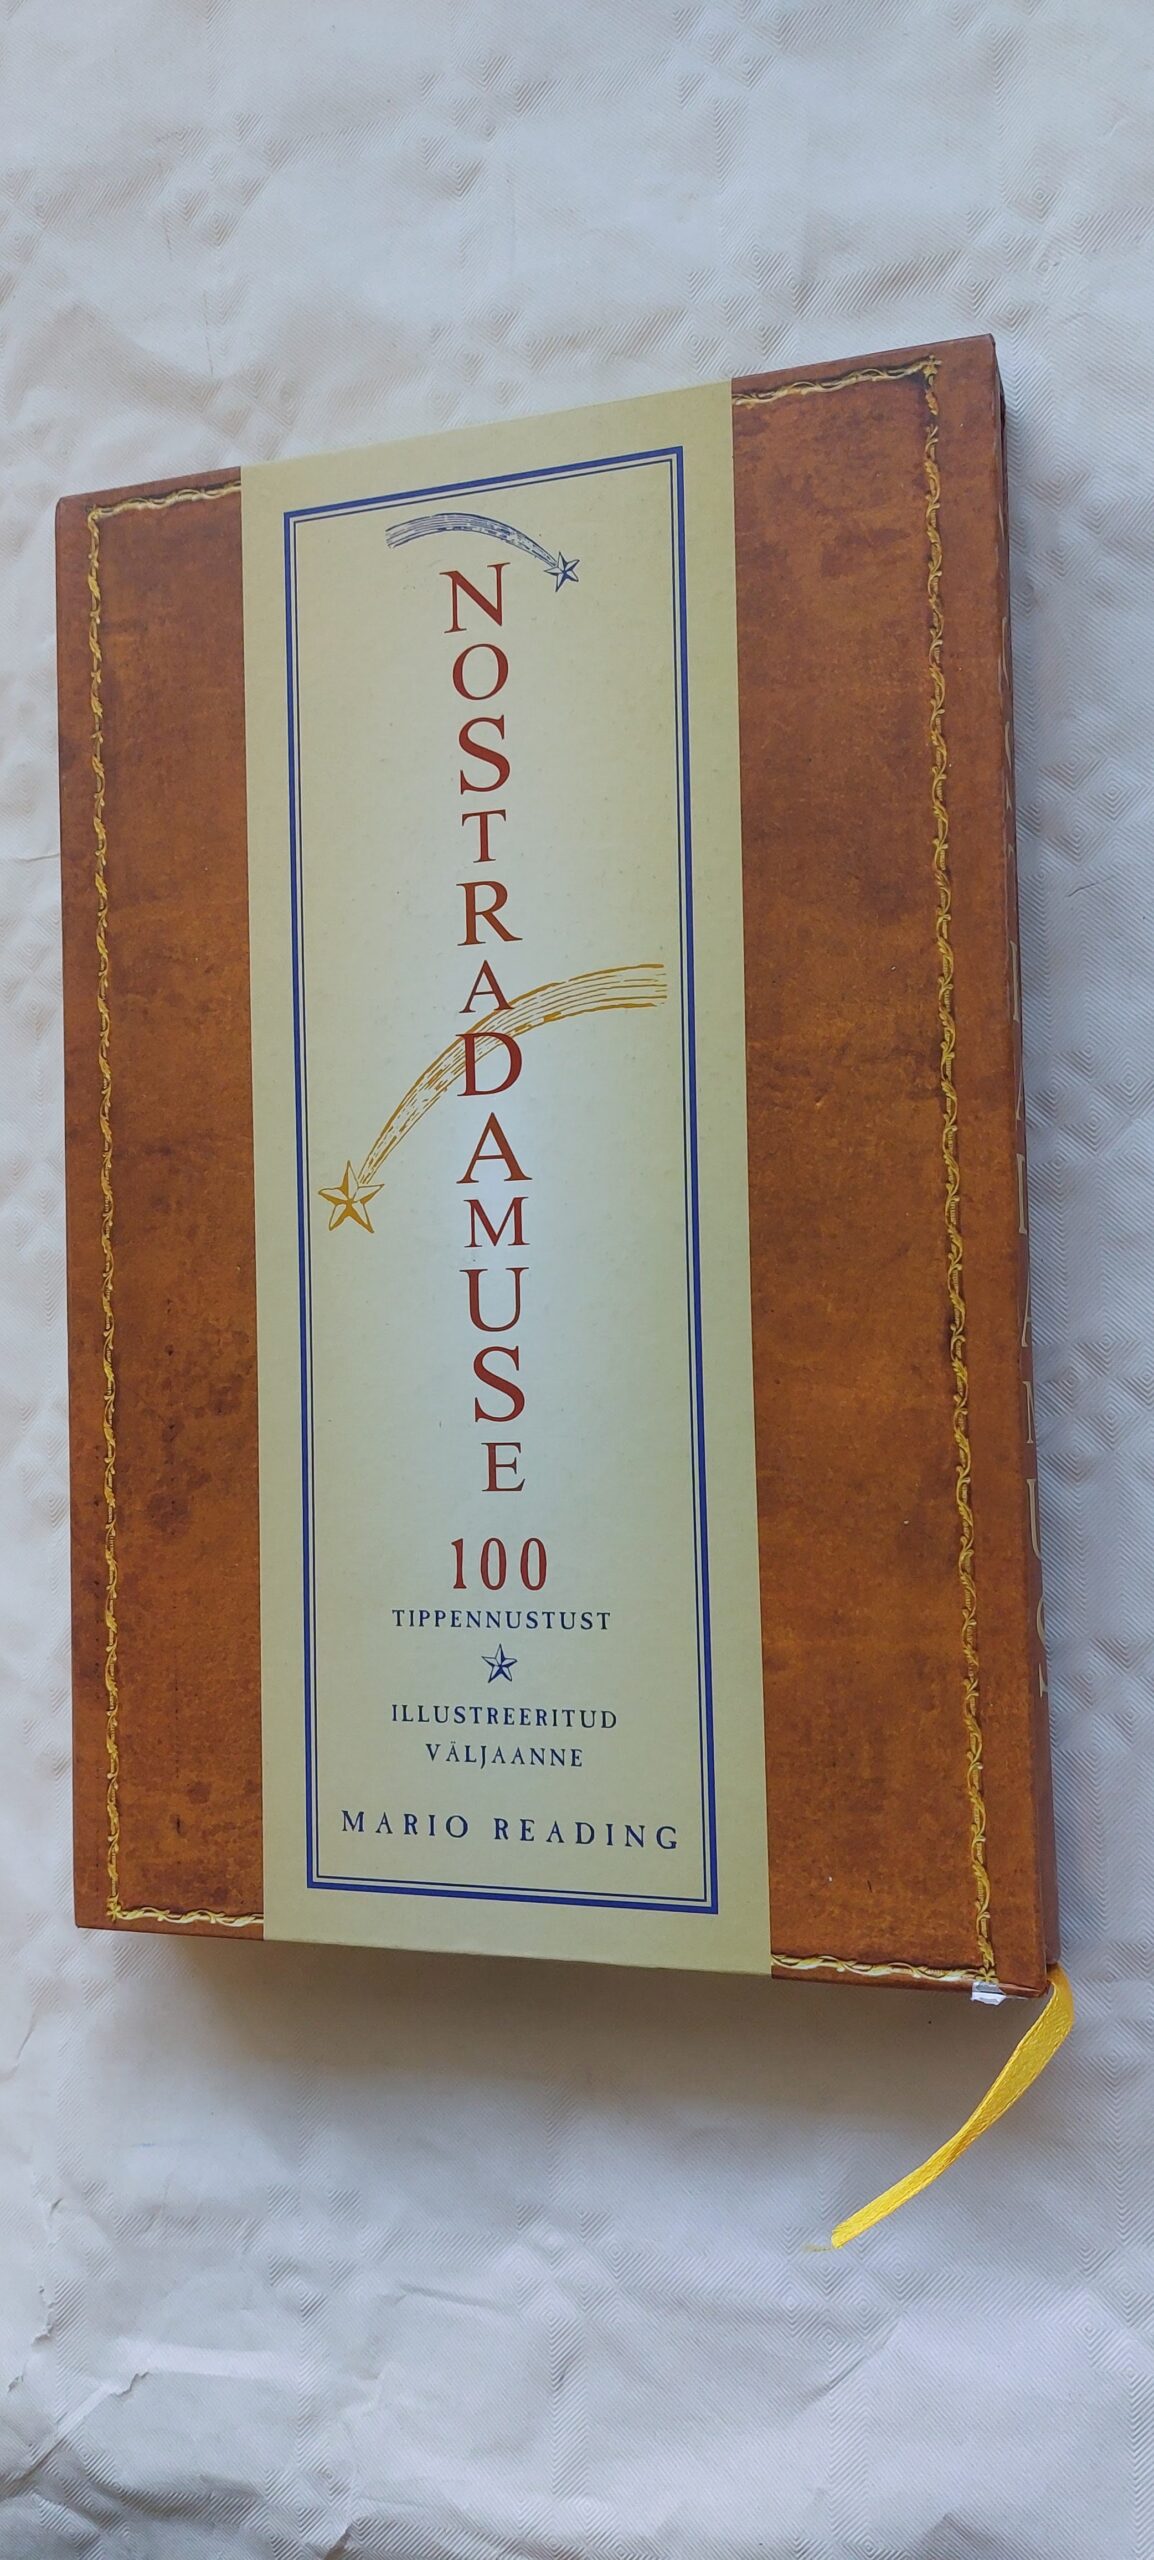 NOSTRADAMUSE
100
TIPPENNUSTUST
ILLUSTREERITUD
VÄLJAANNE
MARIO READING